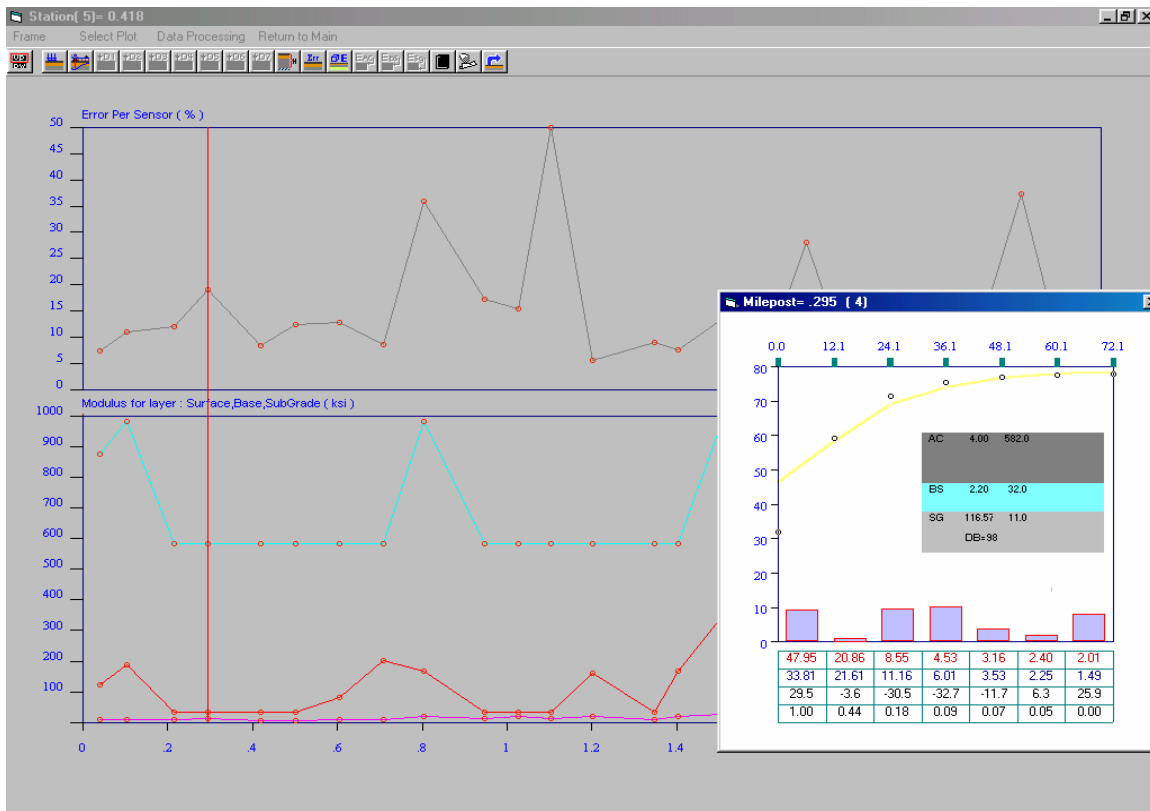 Station( 5)= 0.418
Frame Select Plot Data Processing Return to Main
+D1 +D2 +D3 +D4 +D5 +D6 +D7 H Err E
Error Per Sensor ( % )
50
45
40
35
30
25
20
15
10
5
0
Modulus for layer : Surface,Base,SubGrade ( ksi )
1000
900
800
700
600
500
400
300
200
100
0 .2 .4 .6 .8 1 1.2 1.4
Milepost= .295 ( 4)
0.0 12.1 24.1 36.1 48.1 60.1 72.1
80
70
60
50
40
30
20
10
0
AC 4.00 582.0
BS 2.20 32.0
SG 116.57 11.0
DB=98
47.95 20.86 8.55 4.53 3.16 2.40 2.01
33.81 21.61 11.16 6.01 3.53 2.25 1.49
29.5 -3.6 -30.5 -32.7 -11.7 6.3 25.9
1.00 0.44 0.18 0.09 0.07 0.05 0.00